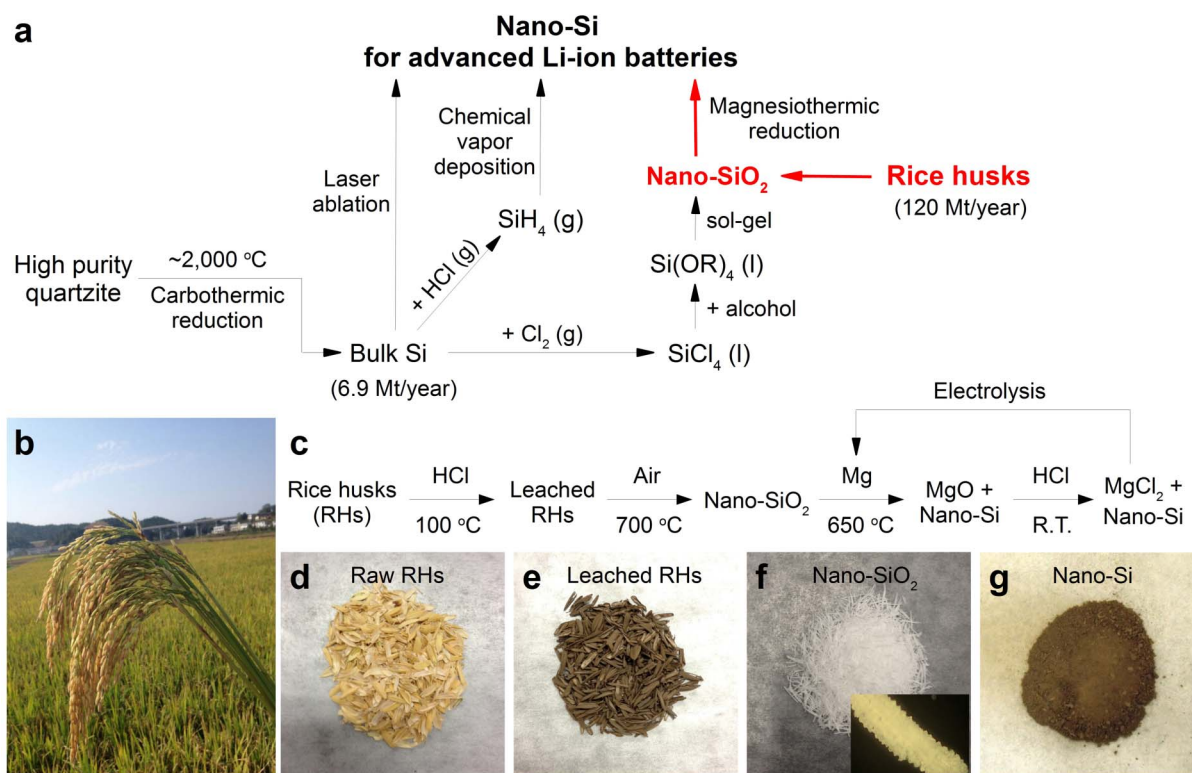 a
Nano-Si
for advanced Li-ion batteries
Laser
ablation
Chemical
vapor
deposition
Magnesiothermic
reduction
Nano-SiO₂
Rice husks
(120 Mt/year)
sol-gel
SiH₄ (g)
Si(OR)₄ (l)
High purity
quartzite
~2,000 °C
Carbothermic
reduction
+ HCl (g)
+ alcohol
Bulk Si
(6.9 Mt/year)
+ Cl₂ (g)
SiCl₄ (l)
b
c
Electrolysis
Rice husks
(RHs)
HCl
100 °C
Leached
RHs
Air
700 °C
Nano-SiO₂
Mg
650 °C
MgO +
Nano-Si
HCl
R.T.
MgCl₂ +
Nano-Si
d
Raw RHs
e
Leached RHs
f
Nano-SiO₂
g
Nano-Si